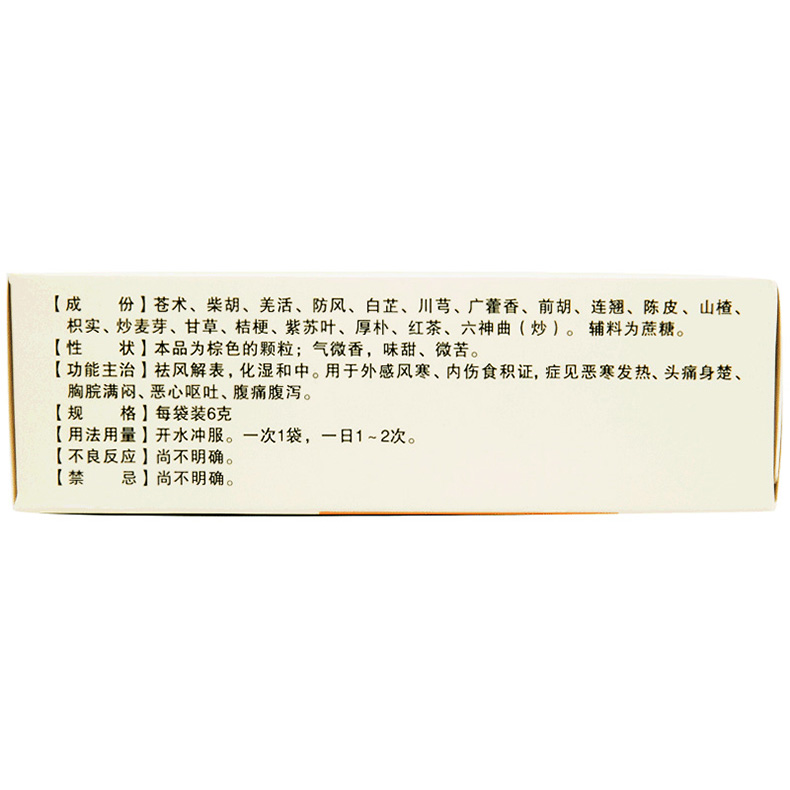 【成 份】苍术、柴胡、羌活、防风、白芷、川芎、广藿香、前胡、连翘、陈皮、山楂、
枳实、炒麦芽、甘草、桔梗、紫苏叶、厚朴、红茶、六神曲(炒)。 辅料为蔗糖。
【性 状】本品为棕色的颗粒；气微香，味甜、微苦。
【功能主治】祛风解表，化湿和中。用于外感风寒、内伤食积证，症见恶寒发热、头痛身楚、
胸脘满闷、恶心呕吐、腹痛腹泻。
【规 格】每袋装6克
【用法用量】开水冲服。一次1袋，一日1～2次。
【不良反应】尚不明确。
【禁 忌】尚不明确。